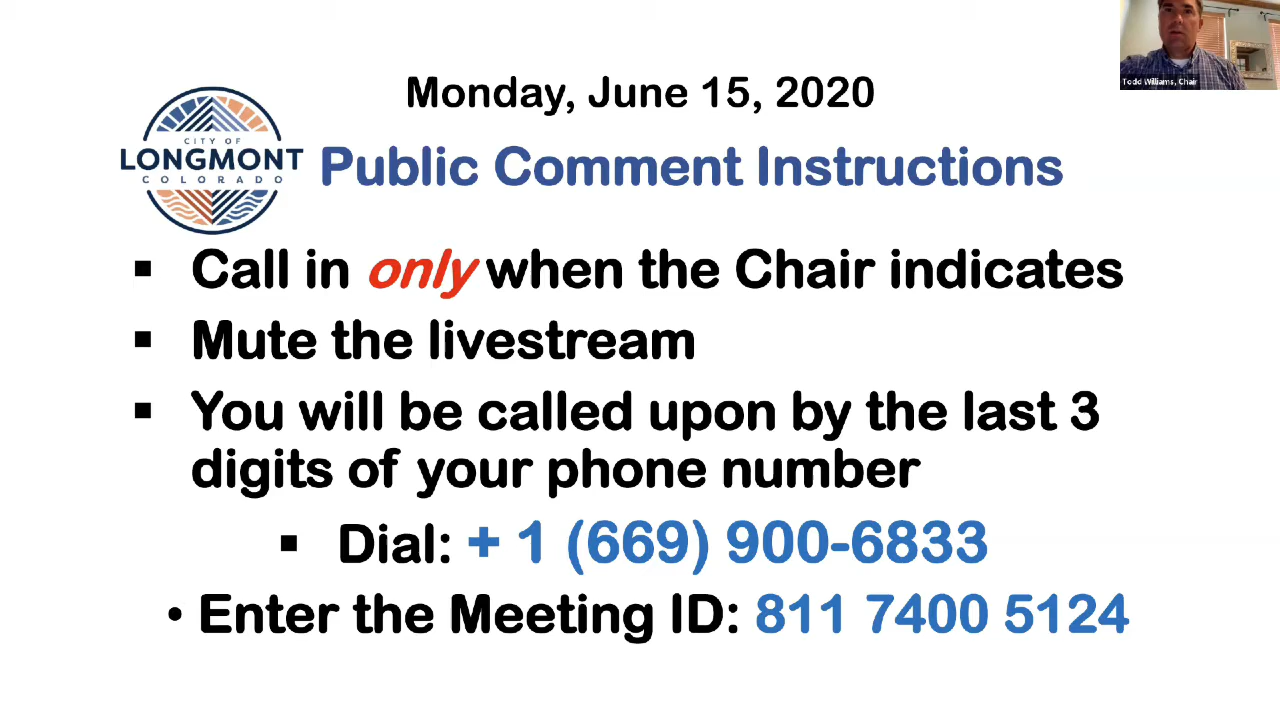 Todd Williams, Chair
Monday, June 15, 2020
CITY OF
LONGMONT
COLORADO
Public Comment Instructions
▪ Call in only when the Chair indicates
▪ Mute the livestream
▪ You will be called upon by the last 3
digits of your phone number
▪ Dial: + 1 (669) 900-6833
• Enter the Meeting ID: 811 7400 5124